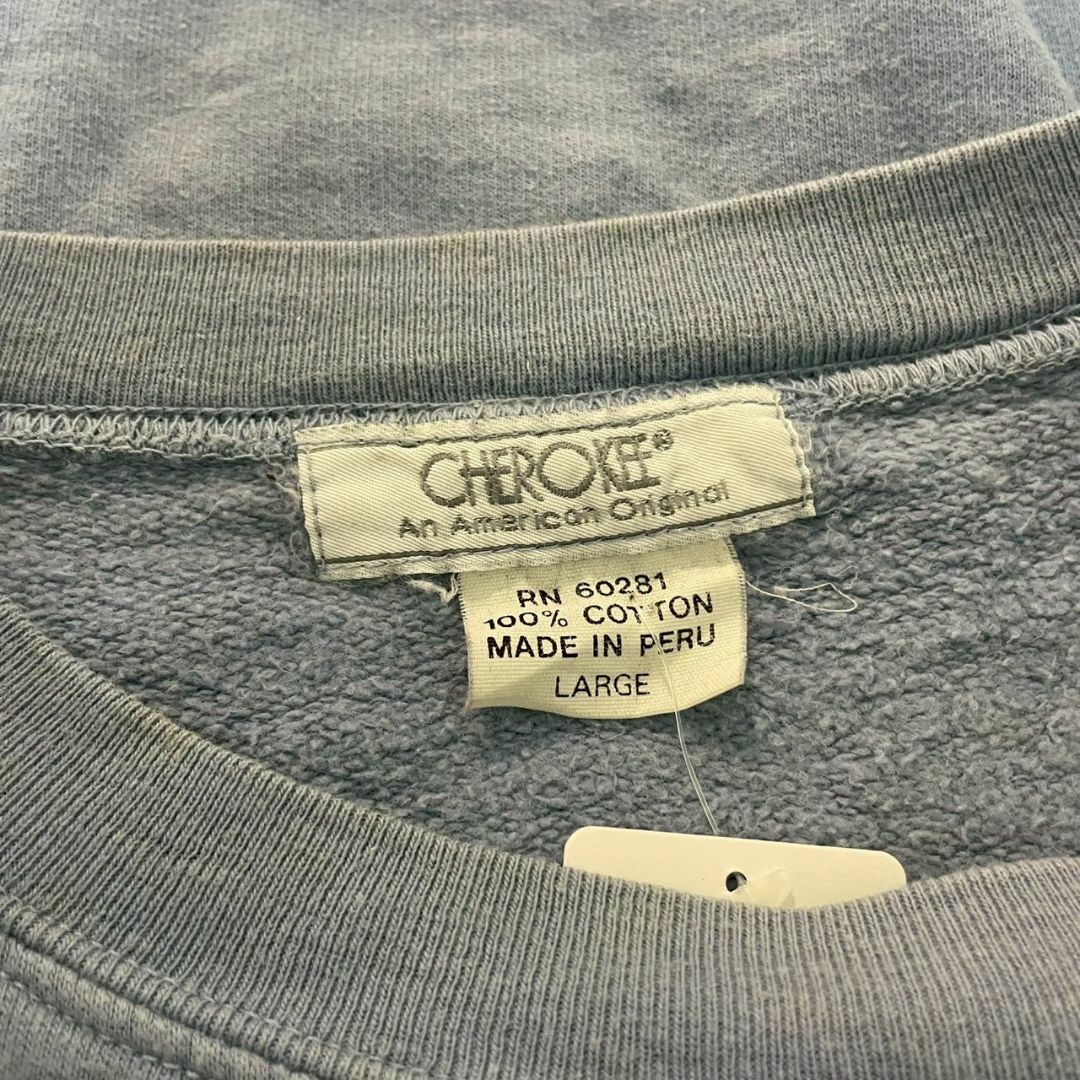 CHEROKEE®
An American Original
RN 60281
100% COTTON
MADE IN PERU
LARGE